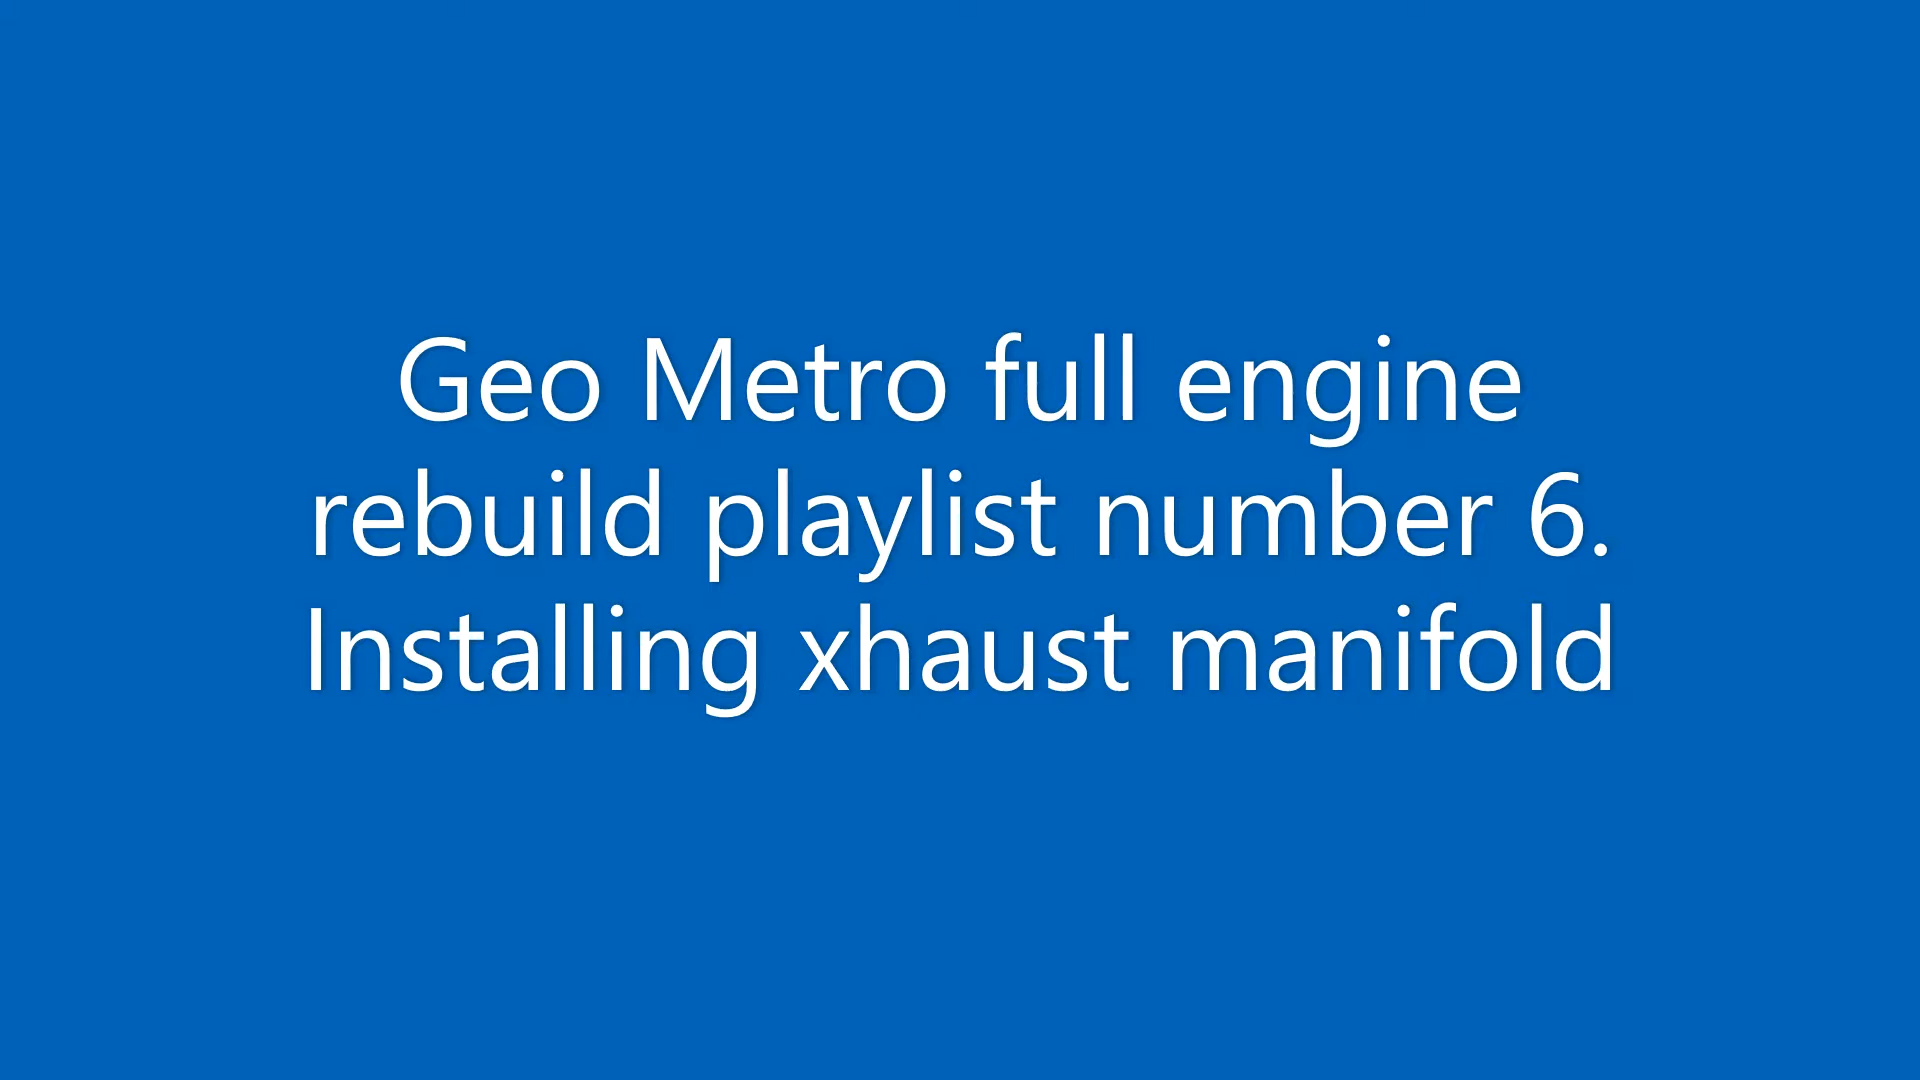 Geo Metro full engine
rebuild playlist number 6.
Installing xhaust manifold